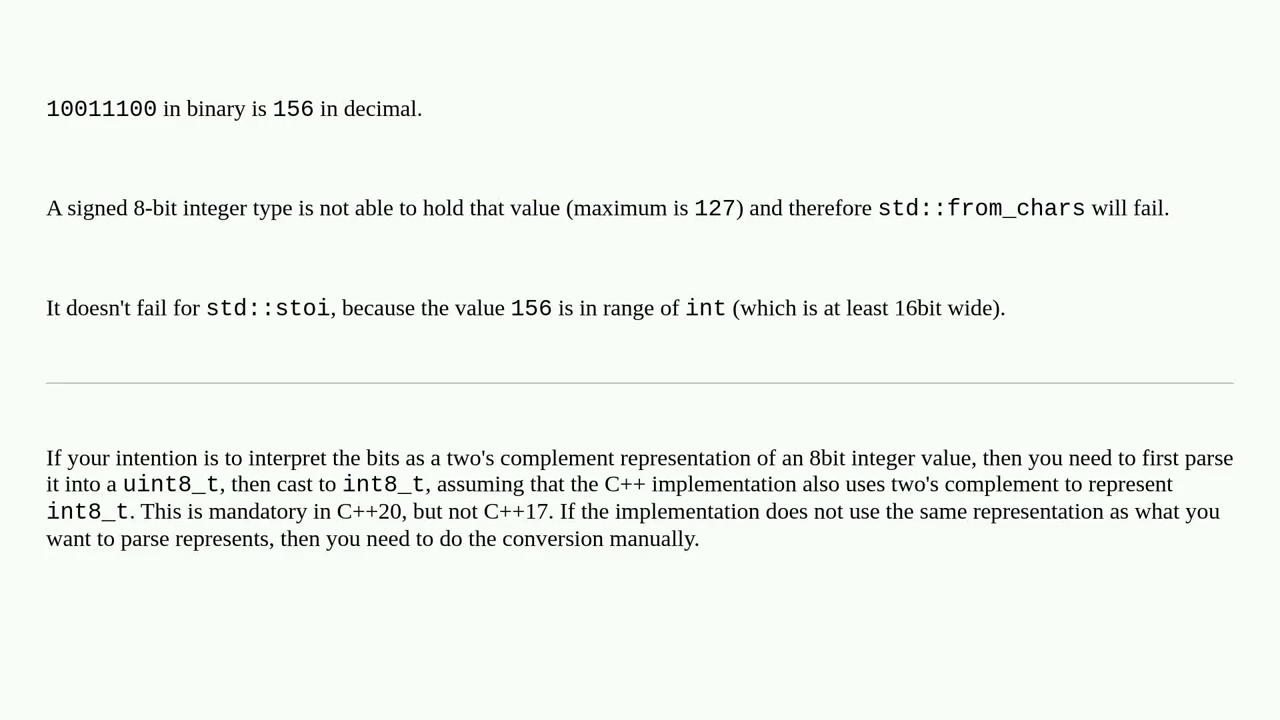 10011100 in binary is 156 in decimal.
A signed 8-bit integer type is not able to hold that value (maximum is 127) and therefore std::from_chars will fail.
It doesn't fail for std::stoi, because the value 156 is in range of int (which is at least 16bit wide).
If your intention is to interpret the bits as a two's complement representation of an 8bit integer value, then you need to first parse
it into a uint8_t, then cast to int8_t, assuming that the C++ implementation also uses two's complement to represent
int8_t. This is mandatory in C++20, but not C++17. If the implementation does not use the same representation as what you
want to parse represents, then you need to do the conversion manually.